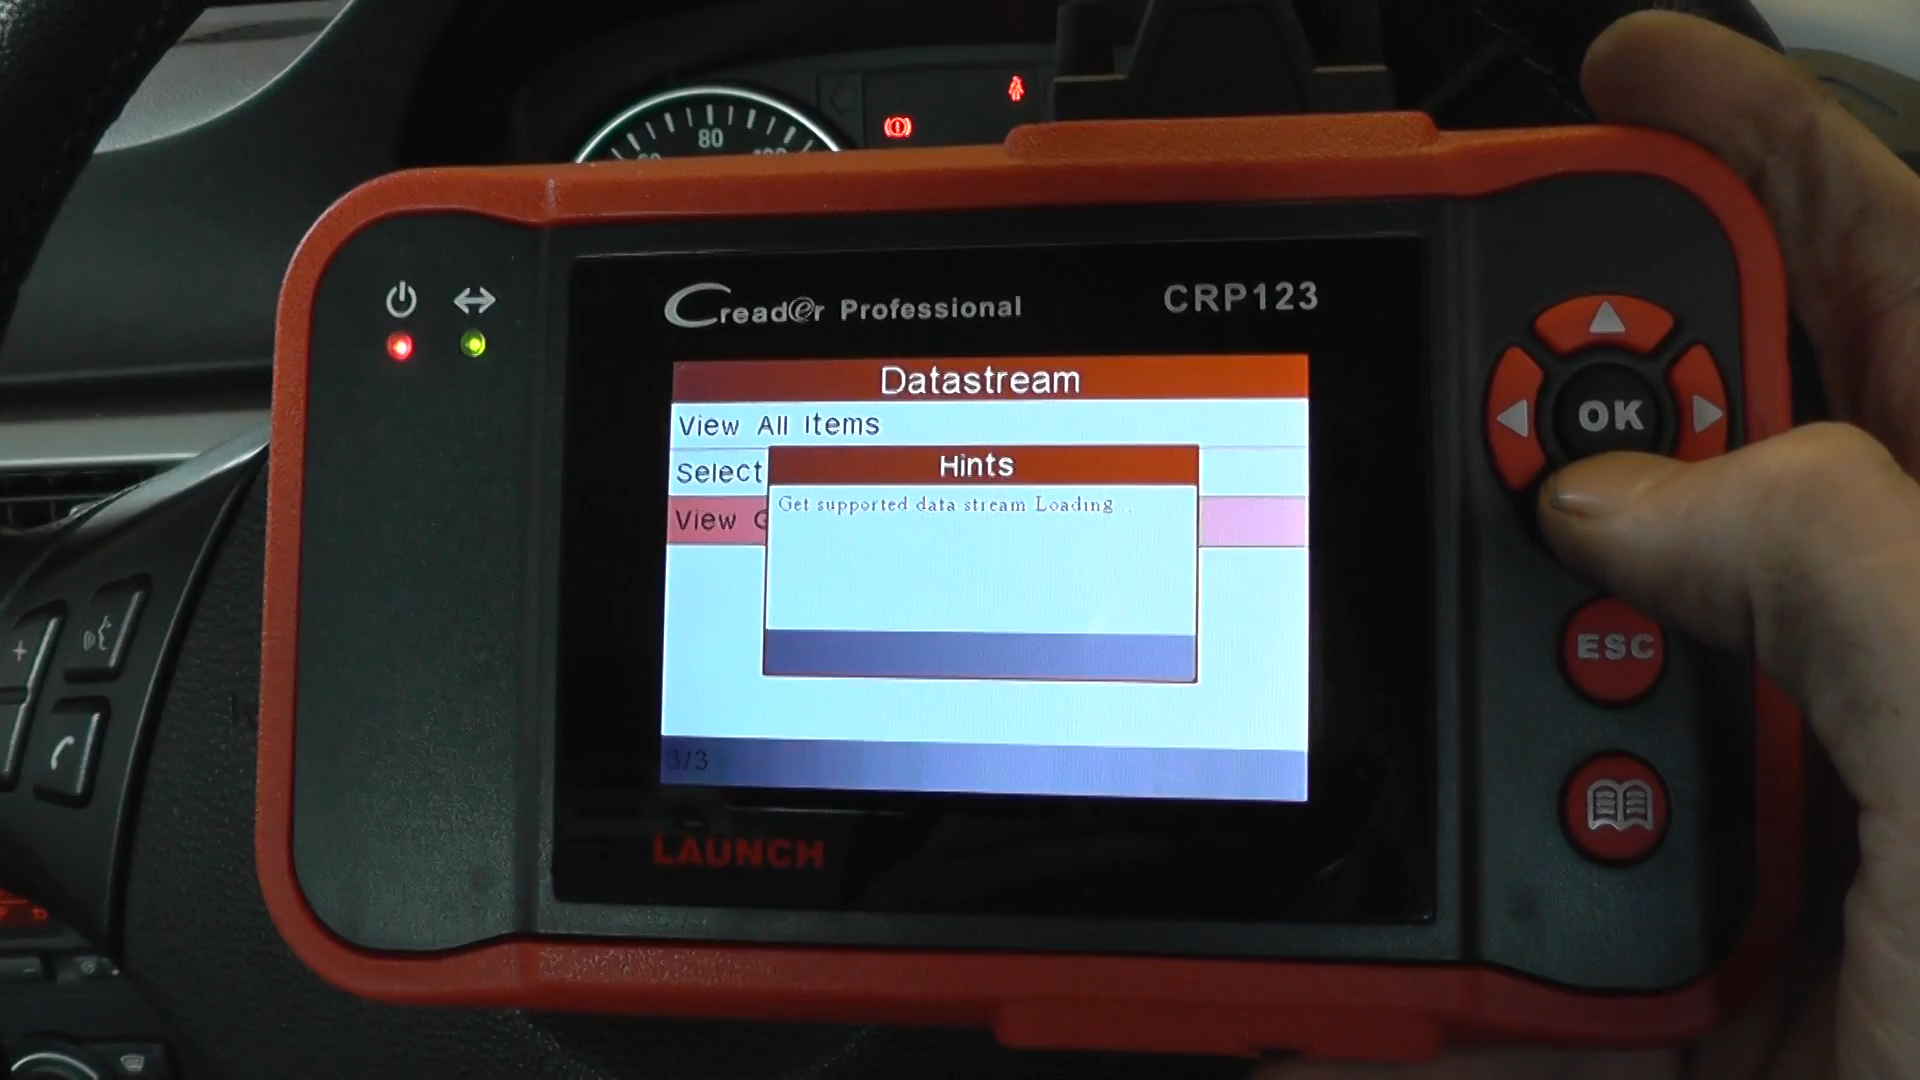 80
Creader Professional
CRP123
Datastream
View All Items
Select
Hints
Get supported data stream Loading ..
View
3/3
OK
ESC
LAUNCH